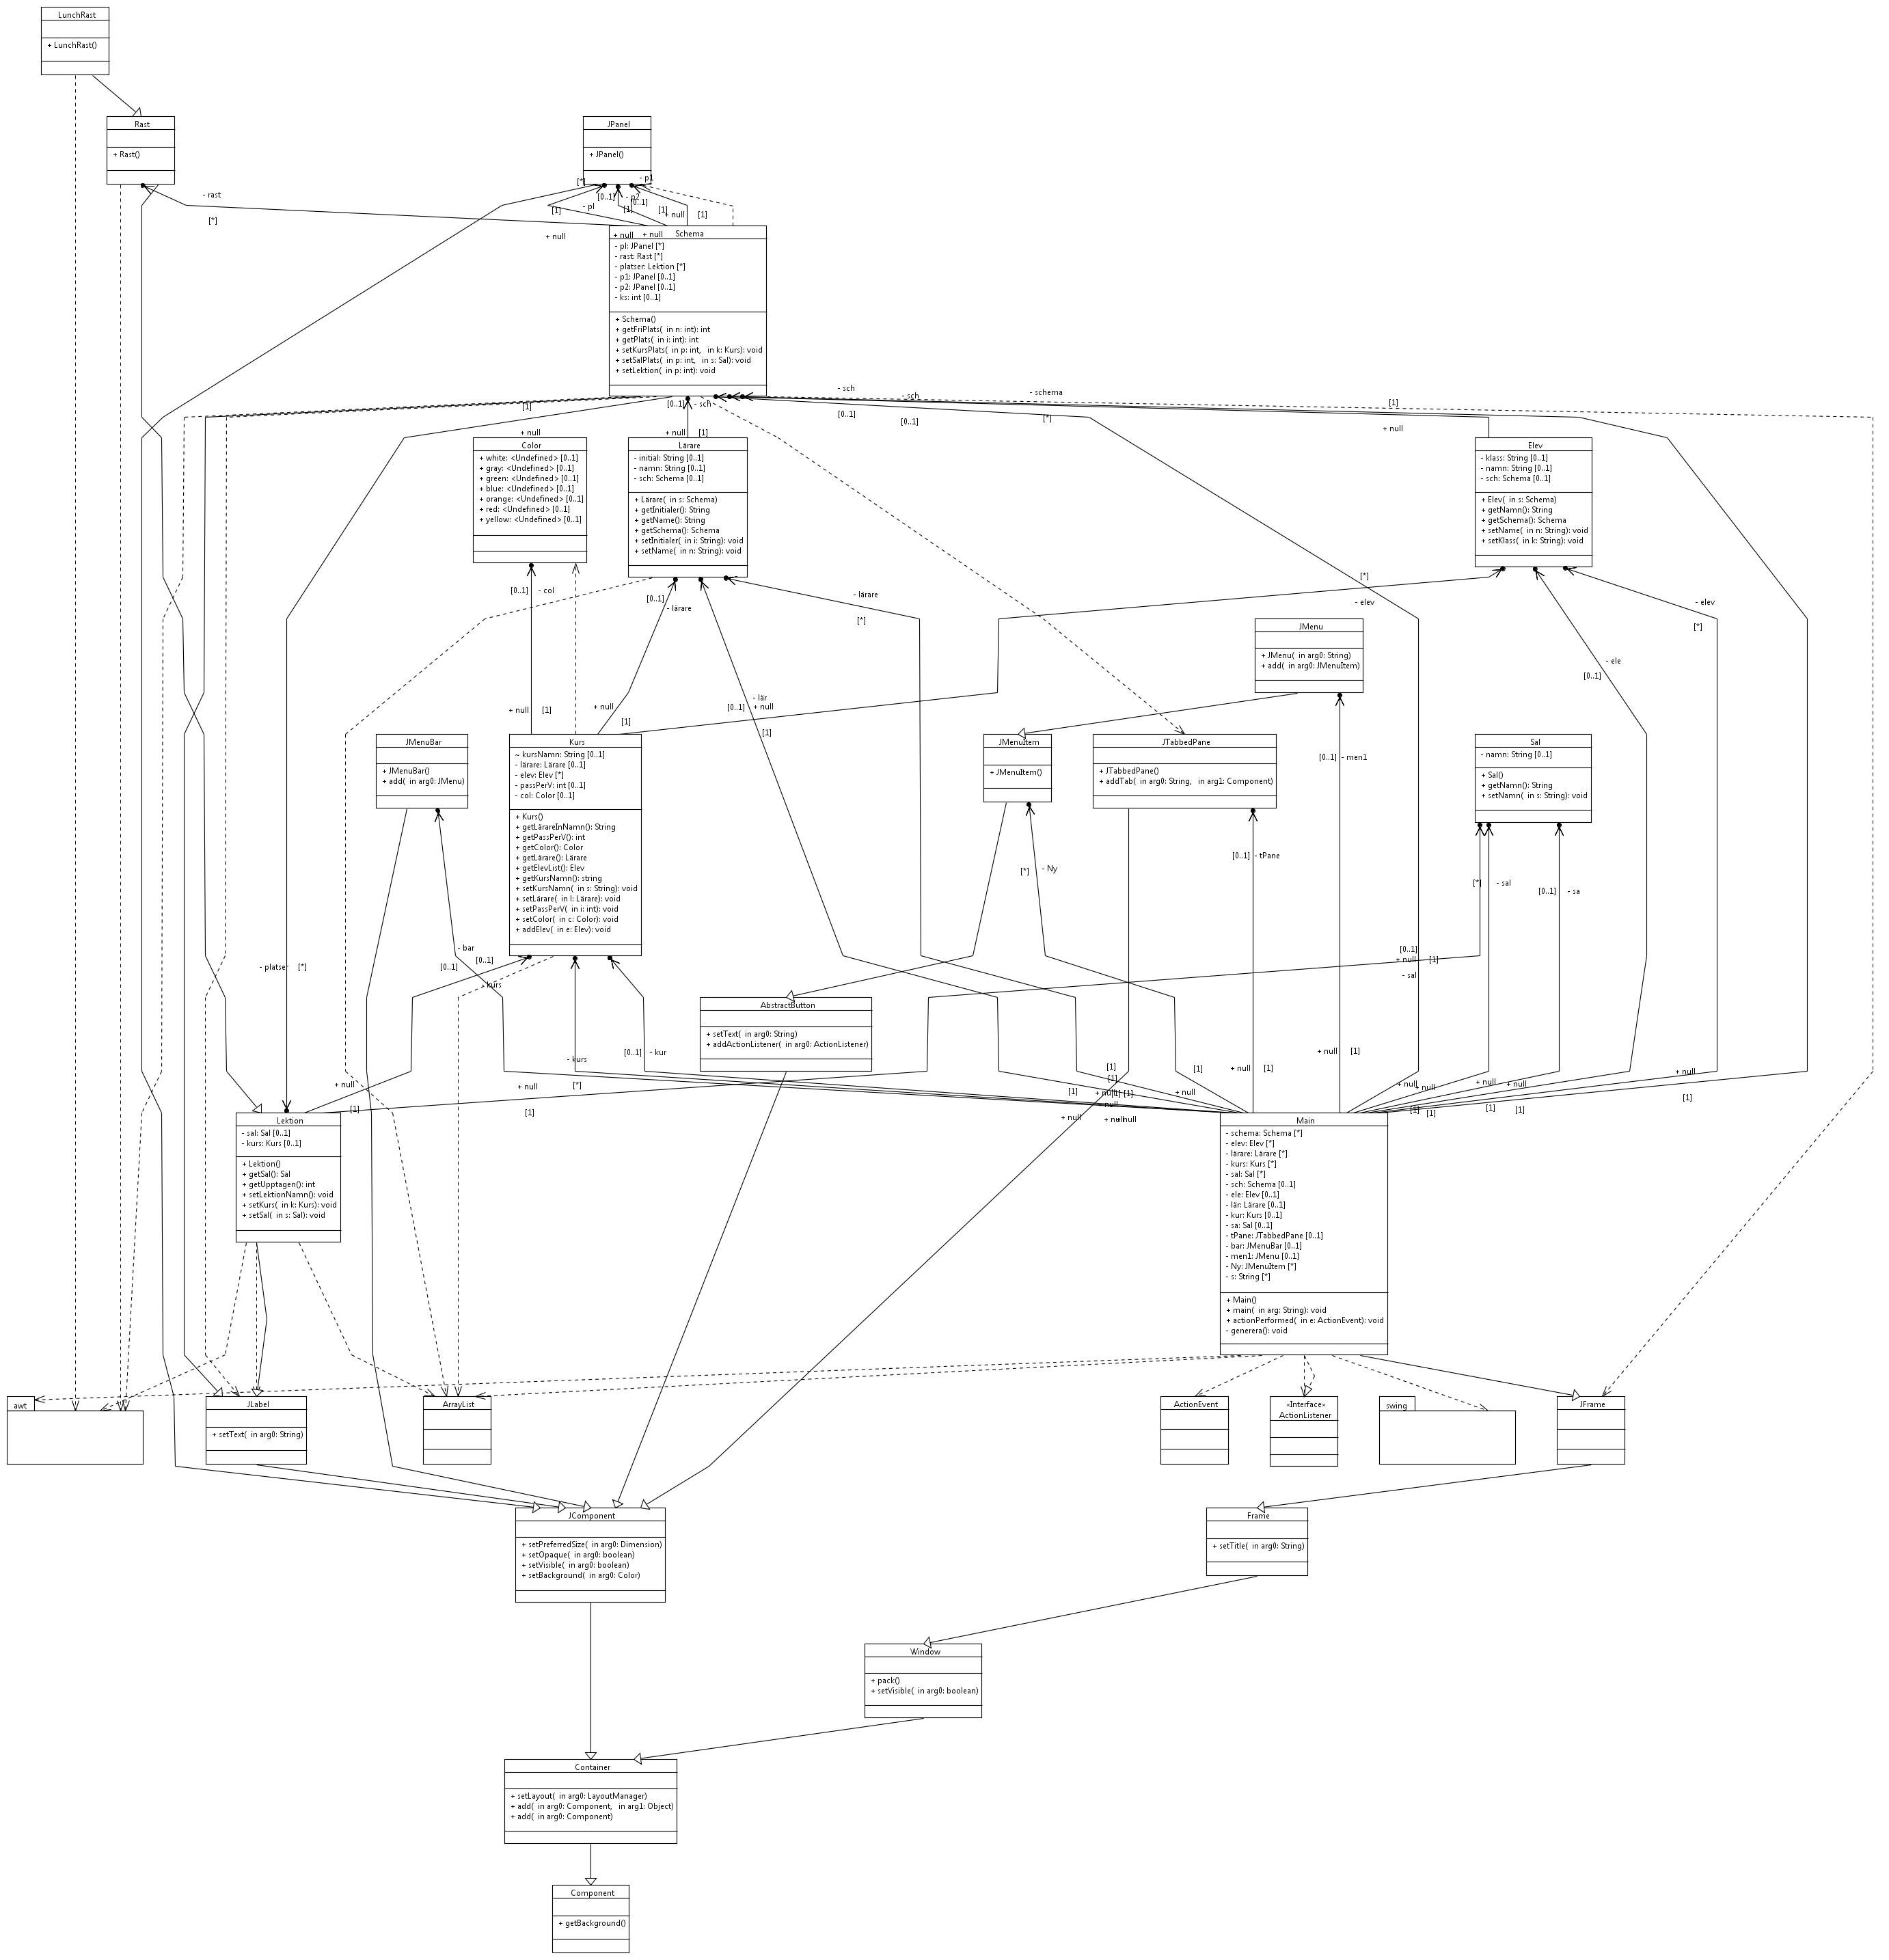 LunchRast
+ LunchRast()
Rast
+ Rast()
JPanel
+ JPanel()
- rast
[*]
[*]
- p1
[0..1]
- p2
[0..1]
[1]
- pl
[1]
[1]
+ null
[1]
+ null
+ null
+ null
Schema
- pl: JPanel [*]
- rast: Rast [*]
- platser: Lektion [*]
- p1: JPanel [0..1]
- p2: JPanel [0..1]
- ks: int [0..1]
+ Schema()
+ getFriPlats( in n: int): int
+ getPlats( in i: int): int
+ setKursPlats( in p: int, in k: Kurs): void
+ setSalPlats( in p: int, in s: Sal): void
+ setLektion( in p: int): void
[1]
[0..1]
- sch
- sch
[0..1]
- sch
[0..1]
- schema
[*]
[1]
+ null
+ null
+ null
[1]
Color
+ white: <Undefined> [0..1]
+ gray: <Undefined> [0..1]
+ green: <Undefined> [0..1]
+ blue: <Undefined> [0..1]
+ orange: <Undefined> [0..1]
+ red: <Undefined> [0..1]
+ yellow: <Undefined> [0..1]
Lärare
- initial: String [0..1]
- namn: String [0..1]
- sch: Schema [0..1]
+ Lärare( in s: Schema)
+ getInitialer(): String
+ getName(): String
+ getSchema(): Schema
+ setInitialer( in i: String): void
+ setName( in n: String): void
Elev
- klass: String [0..1]
- namn: String [0..1]
- sch: Schema [0..1]
+ Elev( in s: Schema)
+ getNamn(): String
+ getSchema(): Schema
+ setName( in n: String): void
+ setKlass( in k: String): void
[0..1]
- col
[0..1]
- lärare
- lärare
[*]
[*]
- elev
- elev
[*]
- ele
[0..1]
JMenu
+ JMenu( in arg0: String)
+ add( in arg0: JMenuItem)
+ null
[1]
+ null
[1]
- lär
[0..1]
+ null
[1]
JMenuBar
+ JMenuBar()
+ add( in arg0: JMenu)
Kurs
~ kursNamn: String [0..1]
- lärare: Lärare [0..1]
- elev: Elev [*]
- passPerV: int [0..1]
- col: Color [0..1]
+ Kurs()
+ getLärareInNamn(): String
+ getPassPerV(): int
+ getColor(): Color
+ getLärare(): Lärare
+ getElevList(): Elev
+ getKursNamn(): string
+ setKursNamn( in s: String): void
+ setLärare( in l: Lärare): void
+ setPassPerV( in i: int): void
+ setColor( in c: Color): void
+ addElev( in e: Elev): void
JMenuItem
+ JMenuItem()
JTabbedPane
+ JTabbedPane()
+ addTab( in arg0: String, in arg1: Component)
[0..1]
- men1
Sal
- namn: String [0..1]
+ Sal()
+ getNamn(): String
+ setNamn( in s: String): void
[*]
- Ny
[0..1]
- tPane
[*]
- sal
[0..1]
- sa
- bar
[0..1]
[0..1]
- kurs
- platser
[*]
[0..1]
+ null
[1]
- sal
AbstractButton
+ setText( in arg0: String)
+ addActionListener( in arg0: ActionListener)
[0..1]
- kur
- kurs
[*]
+ null
[1]
+ null
[1]
[1]
[1]
[1]
[1]
[1]
+ null
+ null
+ null
+ null
+ null
[1]
+ null
[1]
+ null
[1]
+ null
+ null
+ null
+ null
+ null
[1]
[1]
[1]
[1]
[1]
Lektion
- sal: Sal [0..1]
- kurs: Kurs [0..1]
+ Lektion()
+ getSal(): Sal
+ getUpptagen(): int
+ setLektionNamn(): void
+ setKurs( in k: Kurs): void
+ setSal( in s: Sal): void
Main
- schema: Schema [*]
- elev: Elev [*]
- lärare: Lärare [*]
- kurs: Kurs [*]
- sal: Sal [*]
- sch: Schema [0..1]
- ele: Elev [0..1]
- lär: Lärare [0..1]
- kur: Kurs [0..1]
- sa: Sal [0..1]
- tPane: JTabbedPane [0..1]
- bar: JMenuBar [0..1]
- men1: JMenu [0..1]
- Ny: JMenuItem [*]
- s: String [*]
+ Main()
+ main( in arg: String): void
+ actionPerformed( in e: ActionEvent): void
- generera(): void
awt
JLabel
+ setText( in arg0: String)
ArrayList
ActionEvent
«Interface»
ActionListener
swing
JFrame
JComponent
+ setPreferredSize( in arg0: Dimension)
+ setOpaque( in arg0: boolean)
+ setVisible( in arg0: boolean)
+ setBackground( in arg0: Color)
Frame
+ setTitle( in arg0: String)
Window
+ pack()
+ setVisible( in arg0: boolean)
Container
+ setLayout( in arg0: LayoutManager)
+ add( in arg0: Component, in arg1: Object)
+ add( in arg0: Component)
Component
+ getBackground()